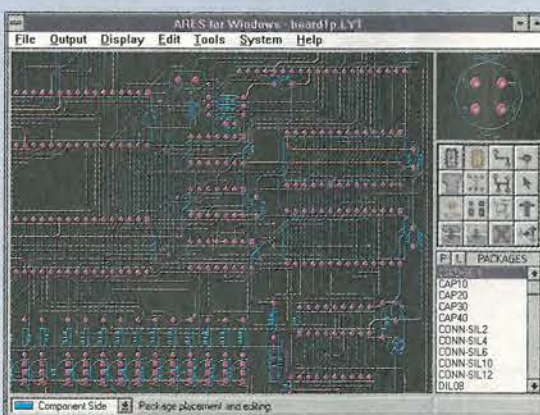 ARES for Windows - board1p.LYT
File Output Display Edit Tools System Help
P L PACKAGES
CAP10
CAP20
CAP30
CAP40
CONN-SIL2
CONN-SIL4
CONN-SIL6
CONN-SIL10
CONN-SIL12
DIL08
Component Side Package placement and editing.